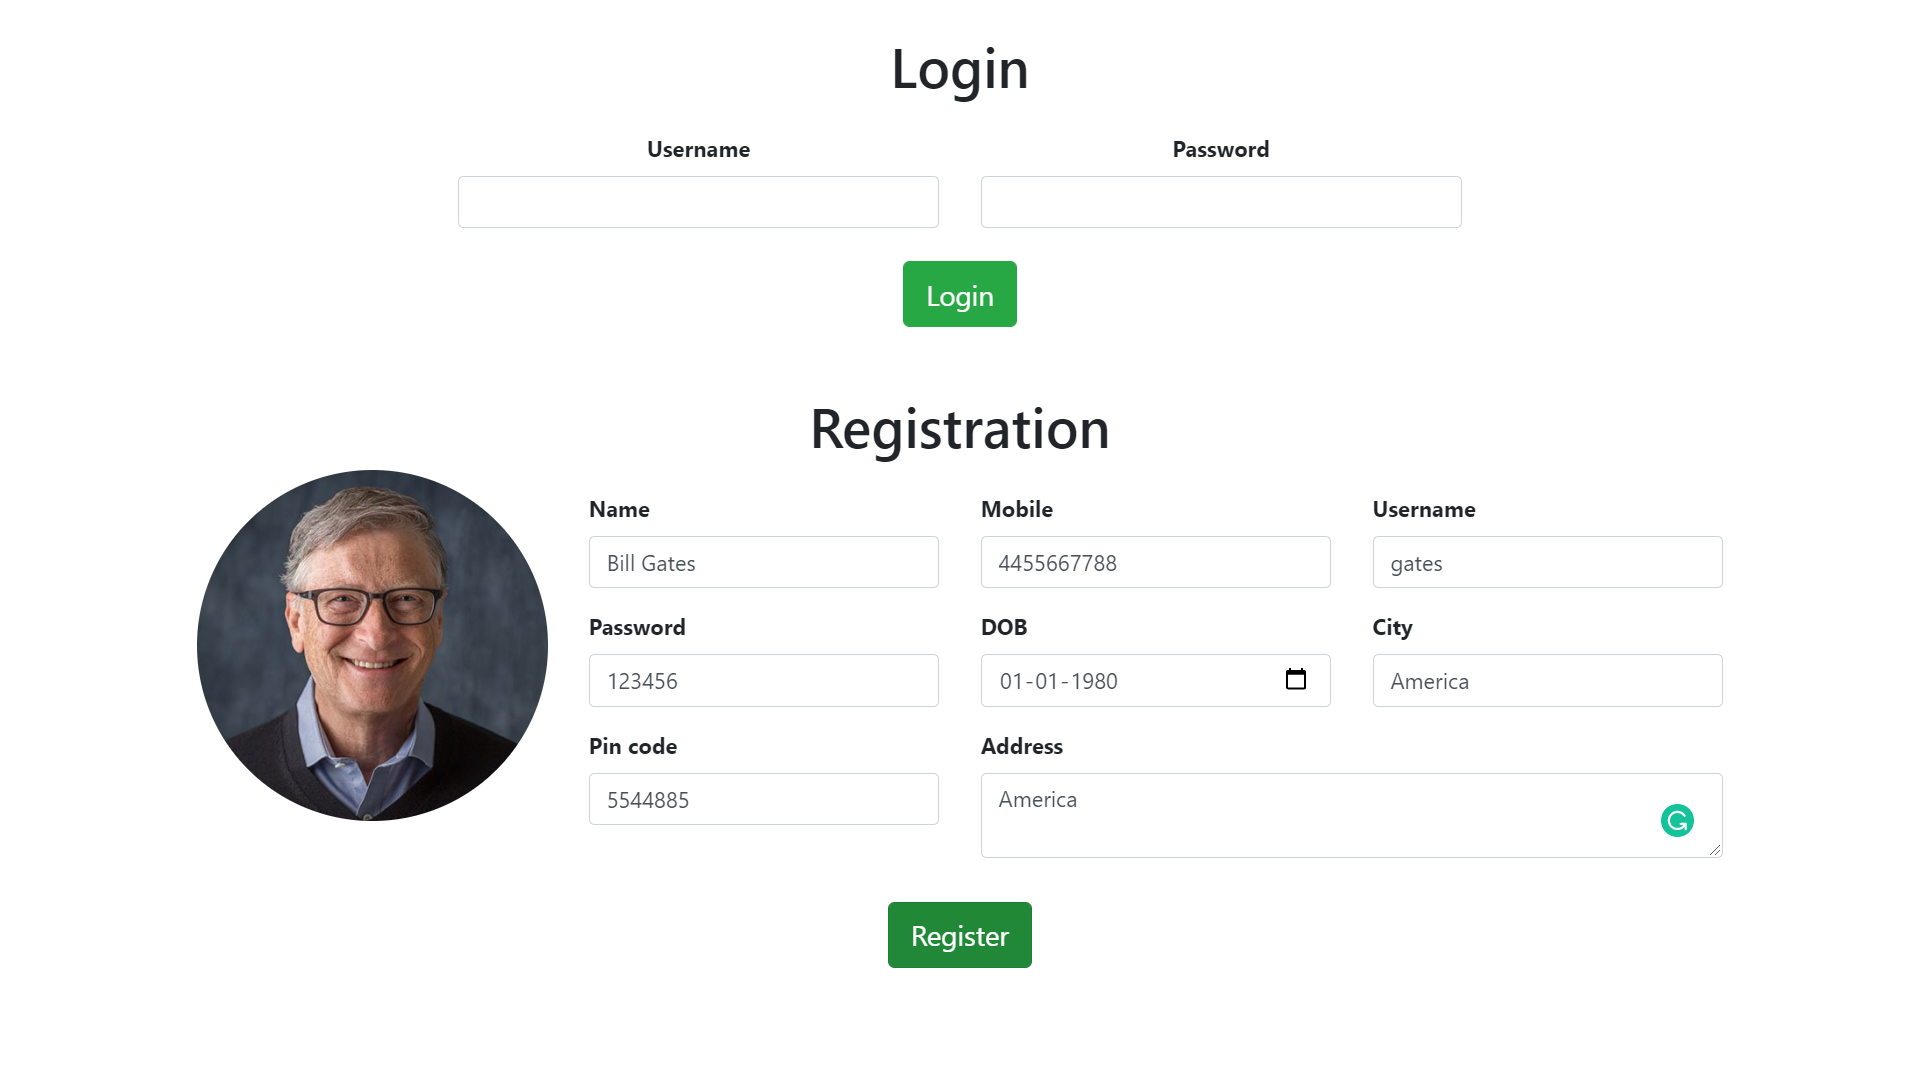 Login
Username Password
Login
Registration
Name Mobile Username
Bill Gates 4455667788 gates
Password DOB City
123456 01-01-1980 America
Pin code Address
5544885 America
Register